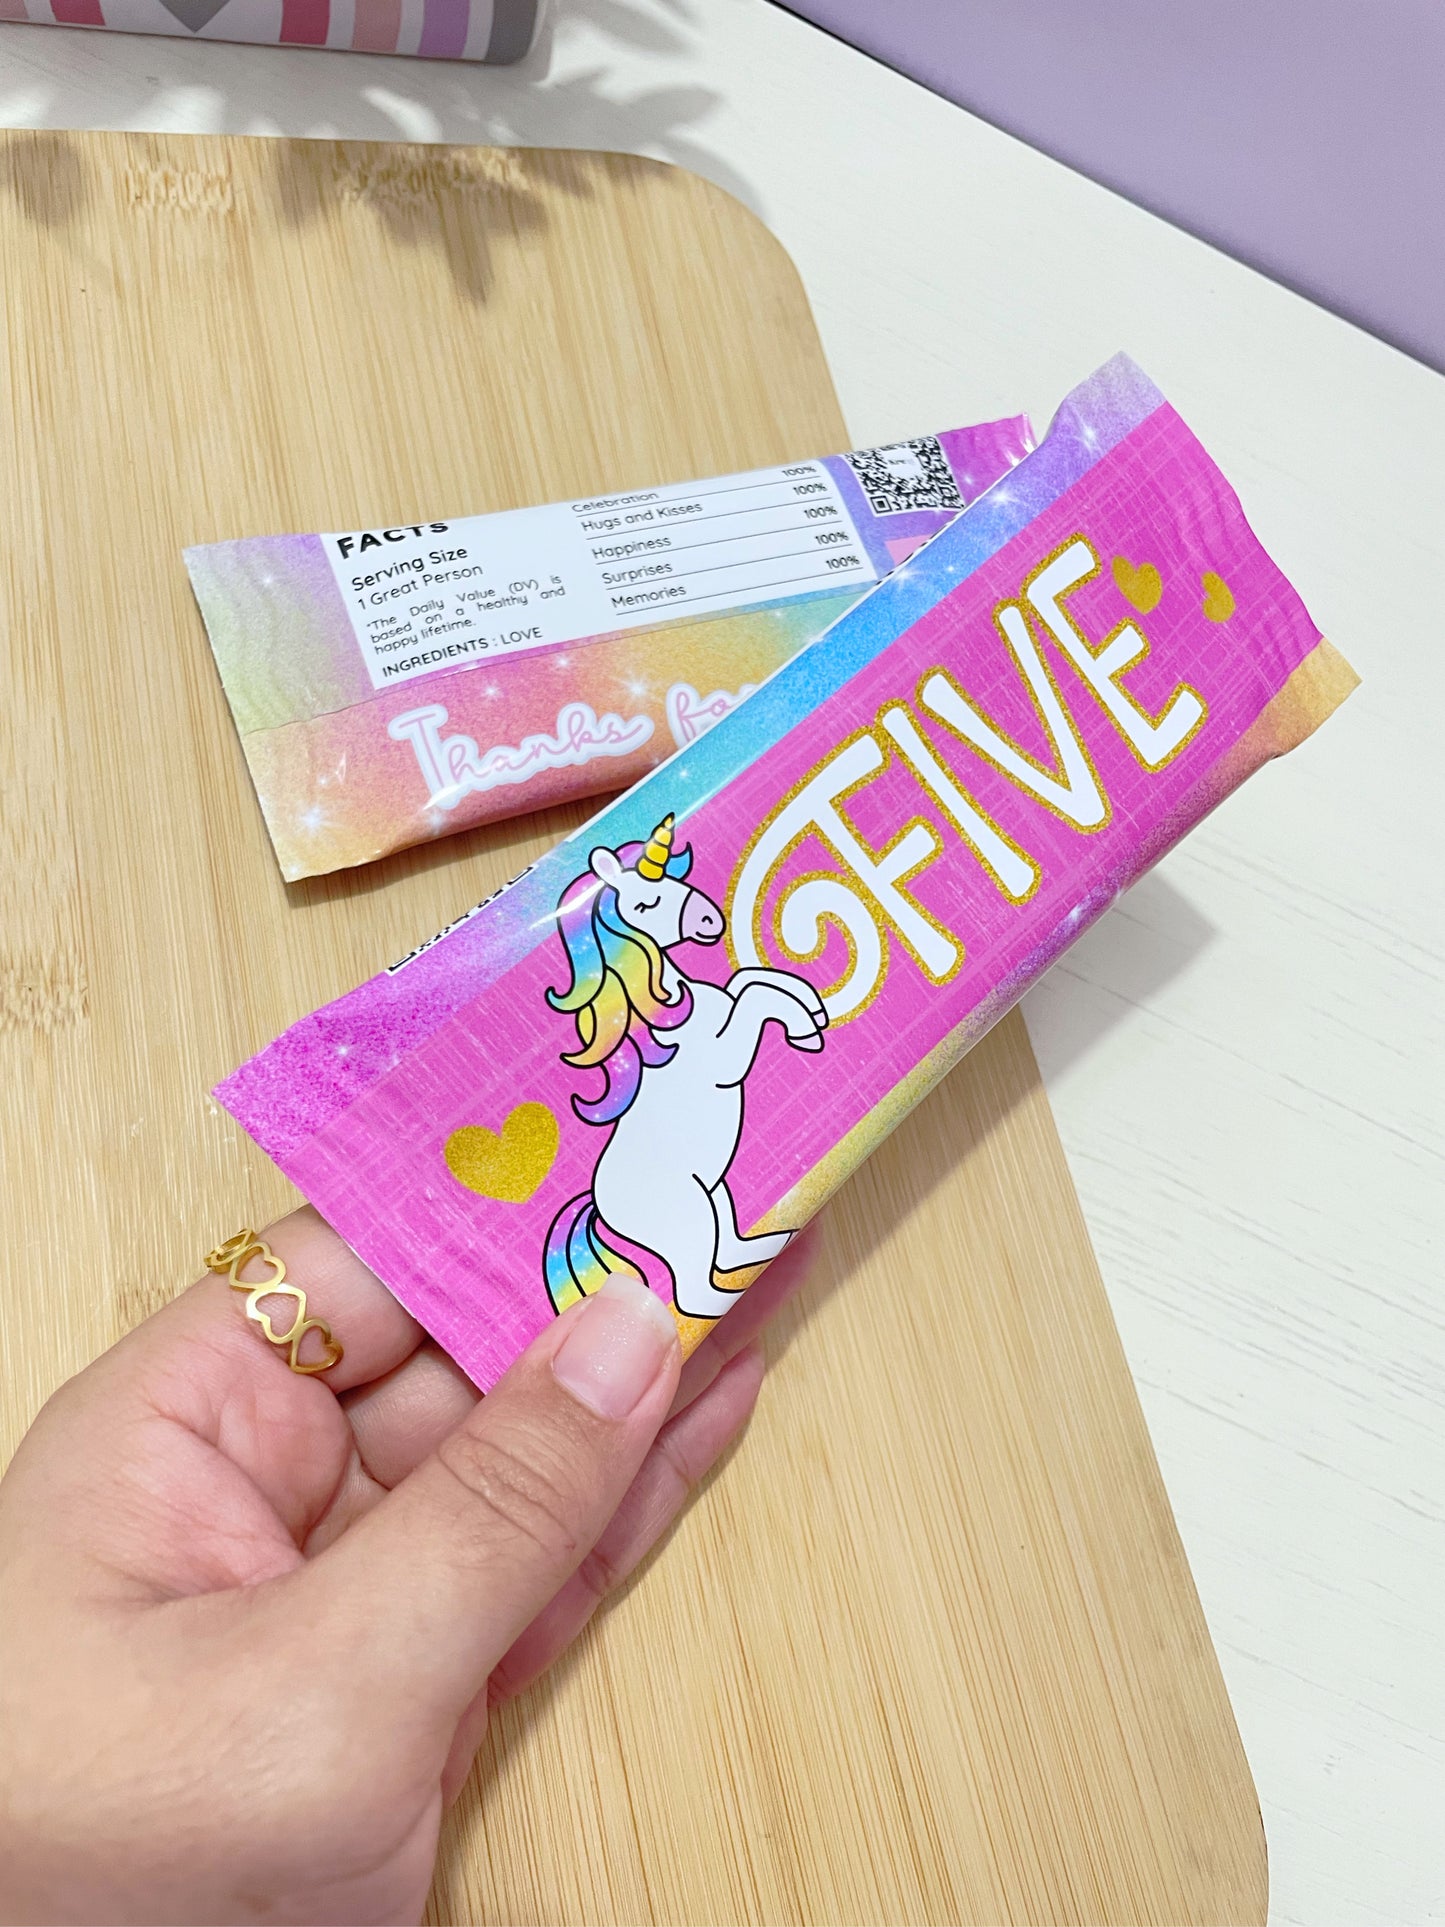 FACTS
Serving Size
1 Great Person
*The Daily Value (DV) is
based on a healthy and
happy lifetime.
INGREDIENTS : LOVE
Celebration 100%
Hugs and Kisses 100%
Happiness 100%
Surprises 100%
Memories 100%
Thanks for
FIVE